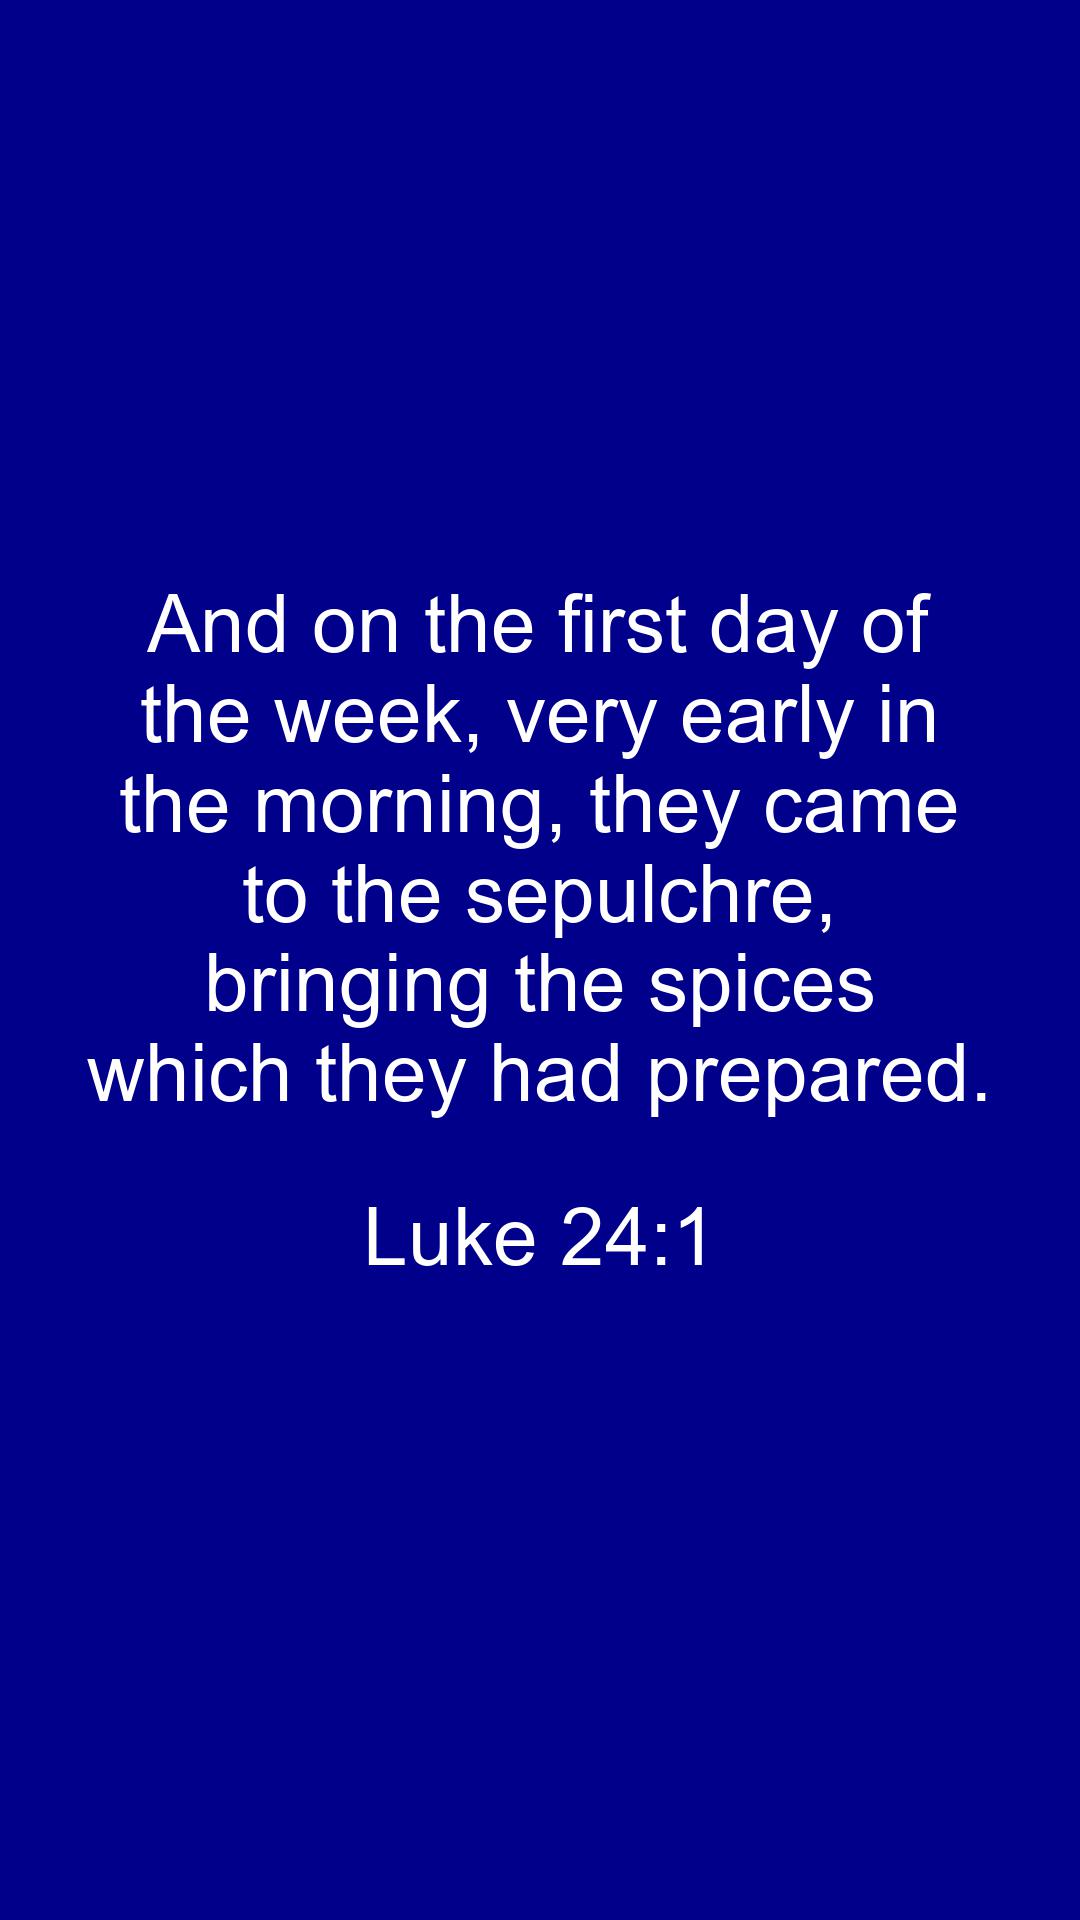 And on the first day of
the week, very early in
the morning, they came
to the sepulchre,
bringing the spices
which they had prepared.
Luke 24:1